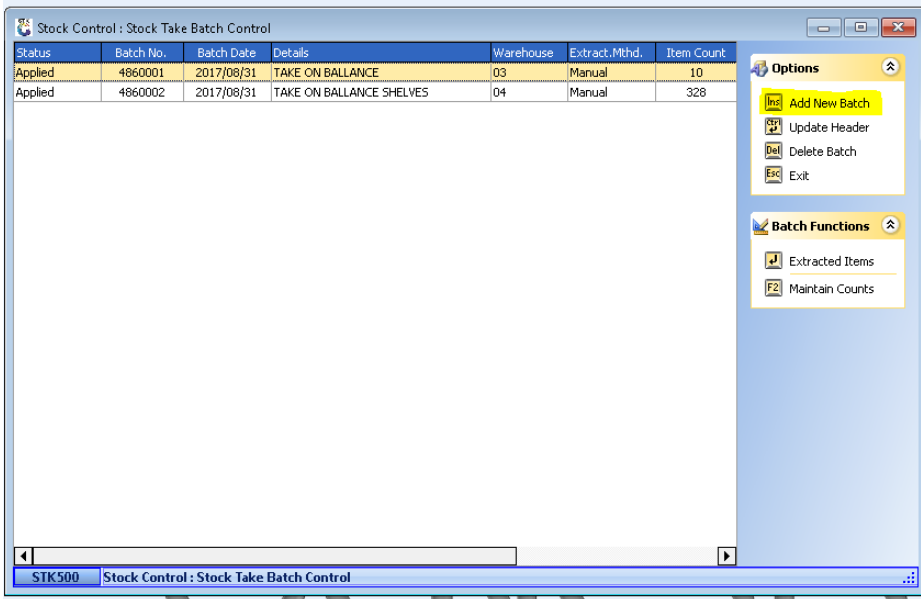 Stock Control : Stock Take Batch Control
Status Batch No. Batch Date Details Warehouse Extract.Mthd. Item Count
Applied 4860001 2017/08/31 TAKE ON BALLANCE 03 Manual 10
Applied 4860002 2017/08/31 TAKE ON BALLANCE SHELVES 04 Manual 328
Options
Ins Add New Batch
Ctrl Update Header
Del Delete Batch
Esc Exit
Batch Functions
Extracted Items
F2 Maintain Counts
STK500 Stock Control : Stock Take Batch Control